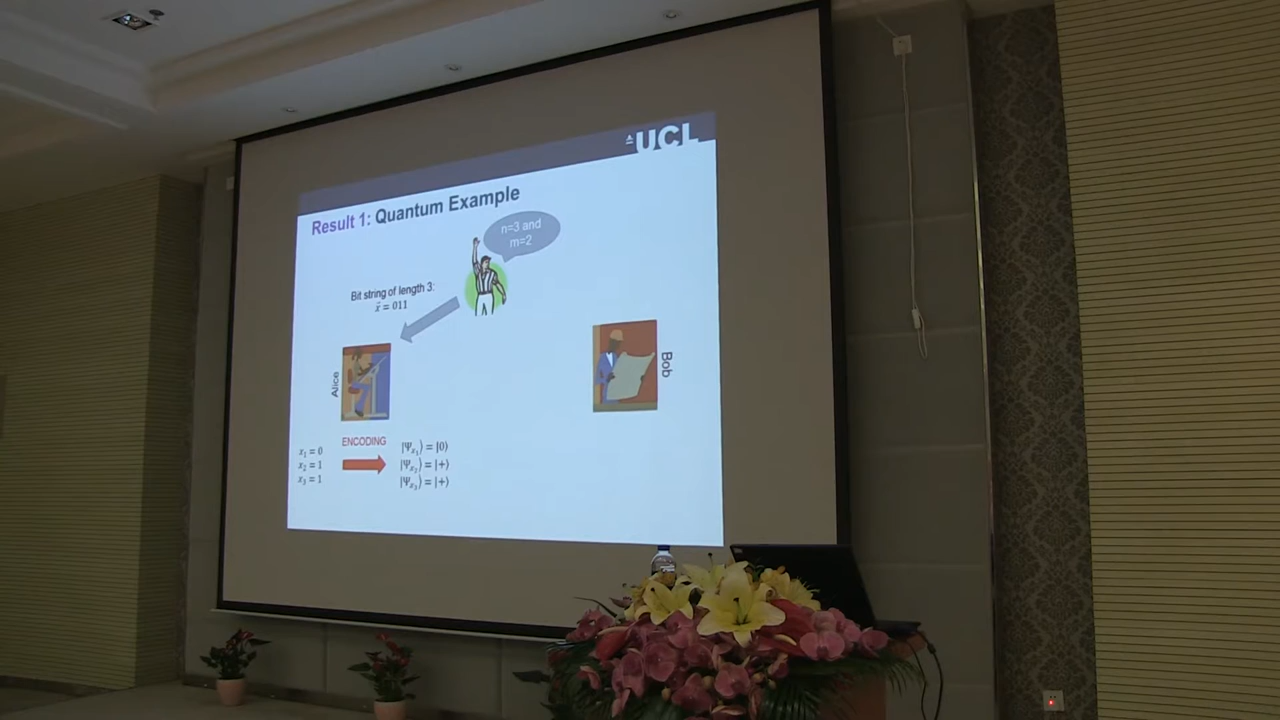 UCL
Result 1: Quantum Example
n=3 and
m=2
Bit string of length 3:
x⃗ = 011
Alice
Bob
ENCODING
x₁ = 0
x₂ = 1
x₃ = 1
|Ψₓ₁⟩ = |0⟩
|Ψₓ₂⟩ = |+⟩
|Ψₓ₃⟩ = |+⟩